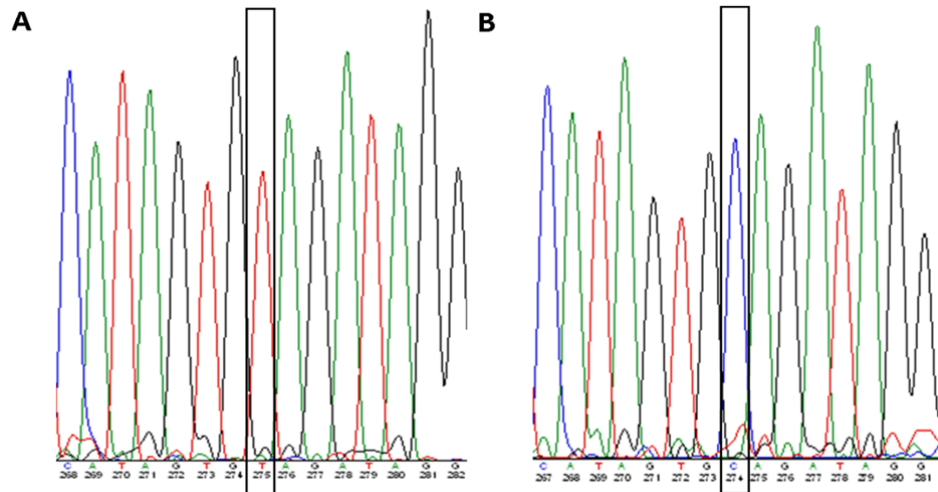 A
B
C A T A G T G T A G A T A G G
268 269 270 271 272 273 274 275 276 277 278 279 280 281 282
C A T A G T G C A G A T A G G
267 268 269 270 271 272 273 274 275 276 277 278 279 280 281